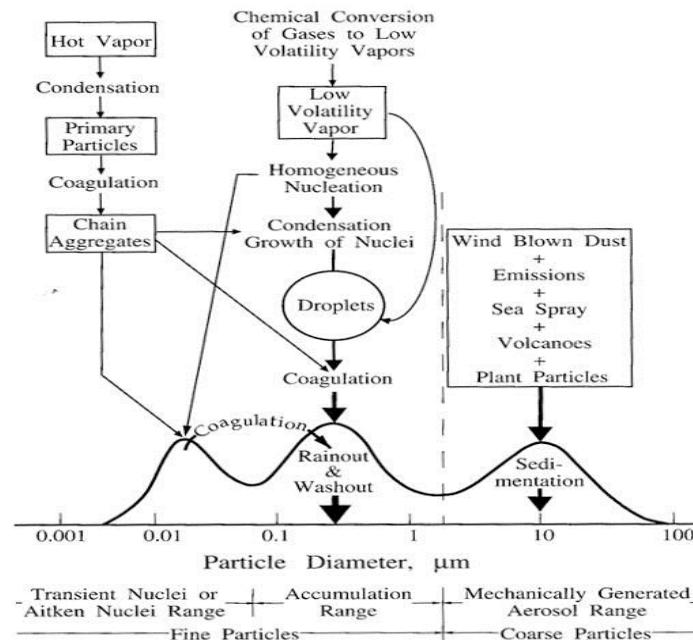 Hot Vapor
Condensation
Primary
Particles
Coagulation
Chain
Aggregates
Chemical Conversion
of Gases to Low
Volatility Vapors
Low
Volatility
Vapor
Homogeneous
Nucleation
Condensation
Growth of Nuclei
Droplets
Coagulation
Wind Blown Dust
+
Emissions
+
Sea Spray
+
Volcanoes
+
Plant Particles
Coagulation
Rainout
&
Washout
Sedi-
mentation
0.001 0.01 0.1 1 10 100
Particle Diameter, μm
Transient Nuclei or
Aitken Nuclei Range
Accumulation
Range
Mechanically Generated
Aerosol Range
Fine Particles
Coarse Particles